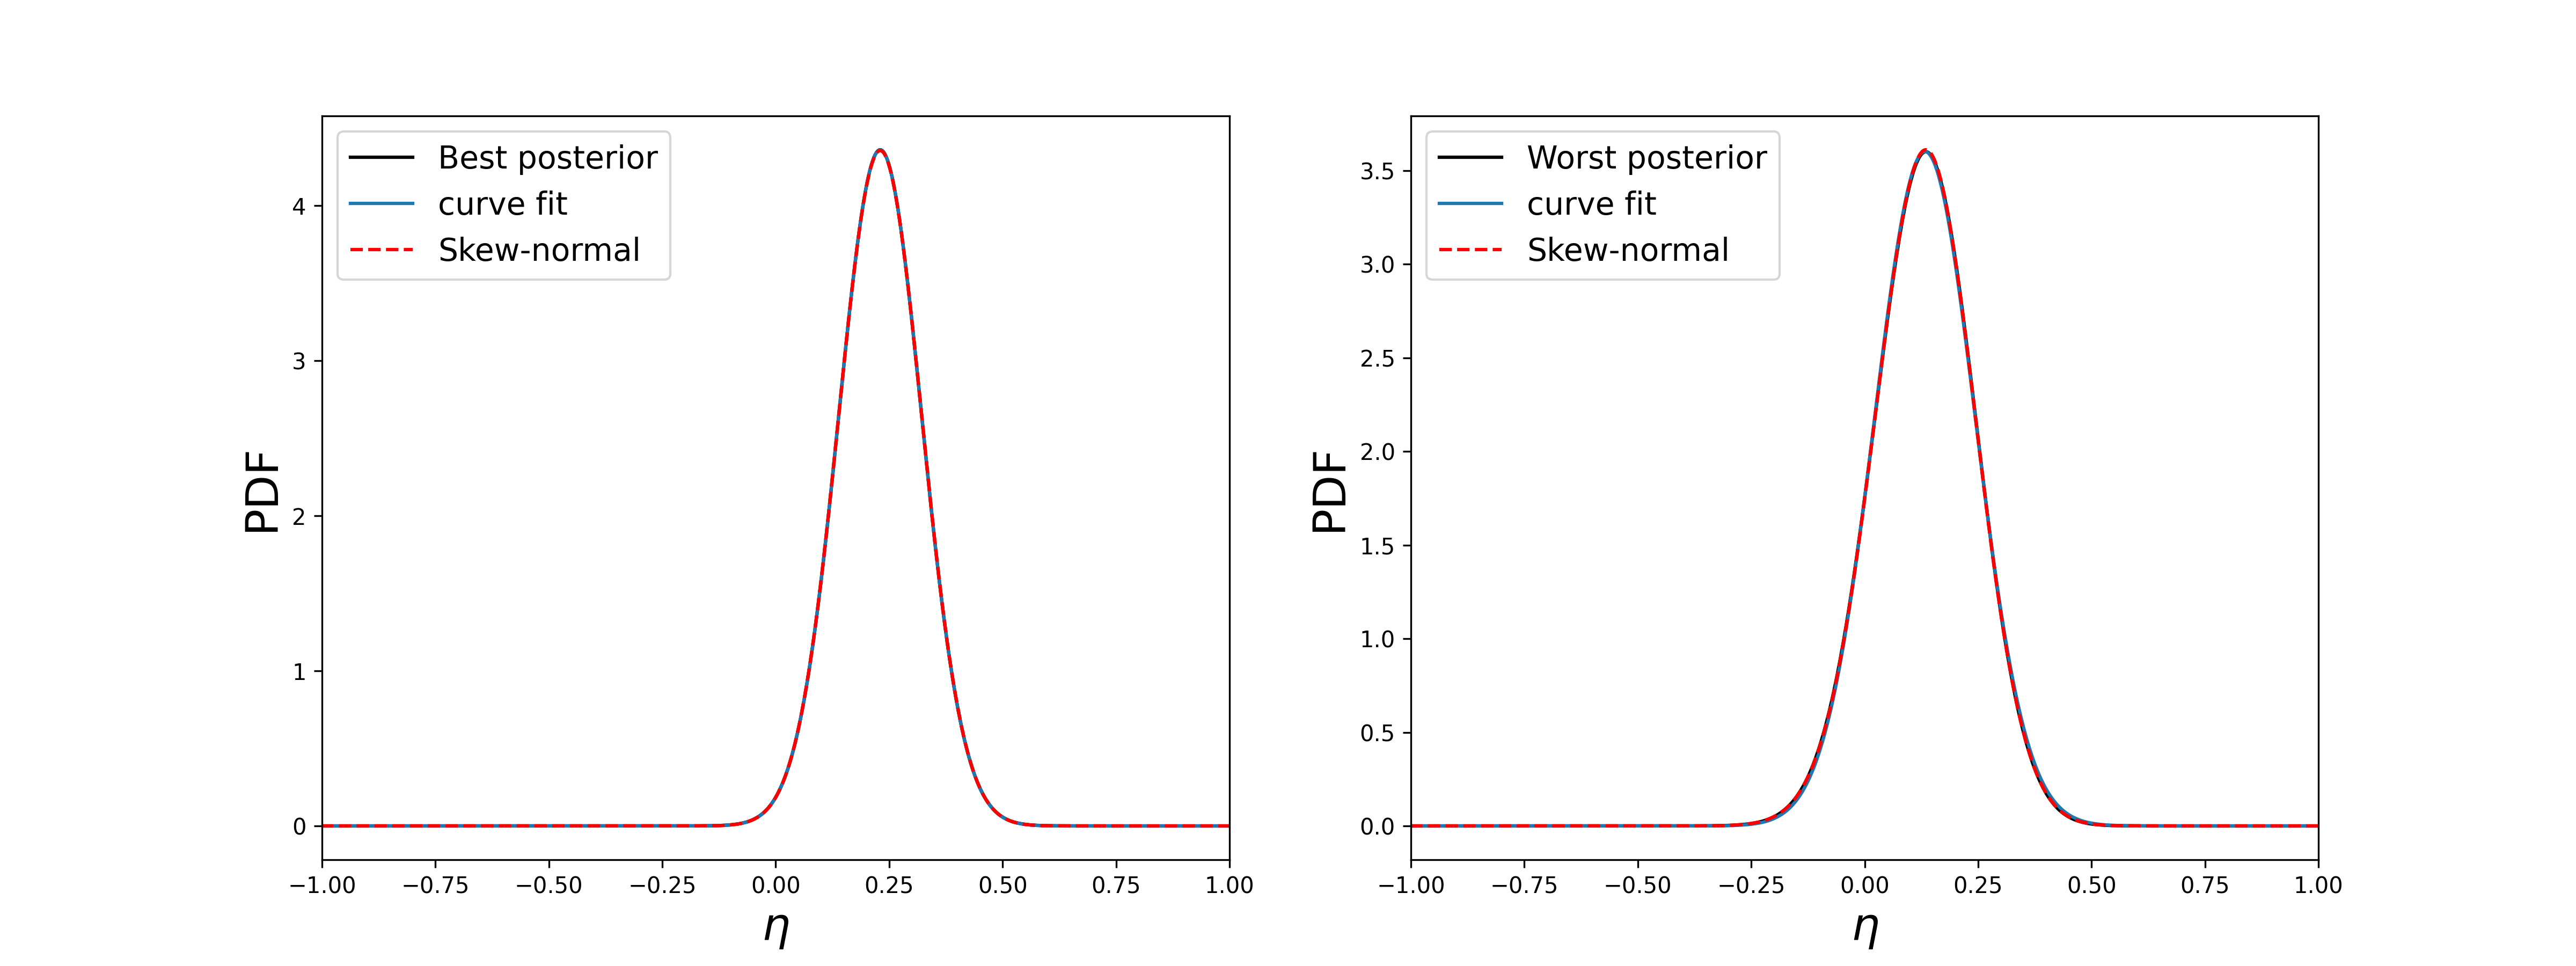 Best posterior
curve fit
Skew-normal
4
3
2
1
0
PDF
−1.00 −0.75 −0.50 −0.25 0.00 0.25 0.50 0.75 1.00
η
Worst posterior
curve fit
Skew-normal
3.5
3.0
2.5
2.0
1.5
1.0
0.5
0.0
PDF
−1.00 −0.75 −0.50 −0.25 0.00 0.25 0.50 0.75 1.00
η